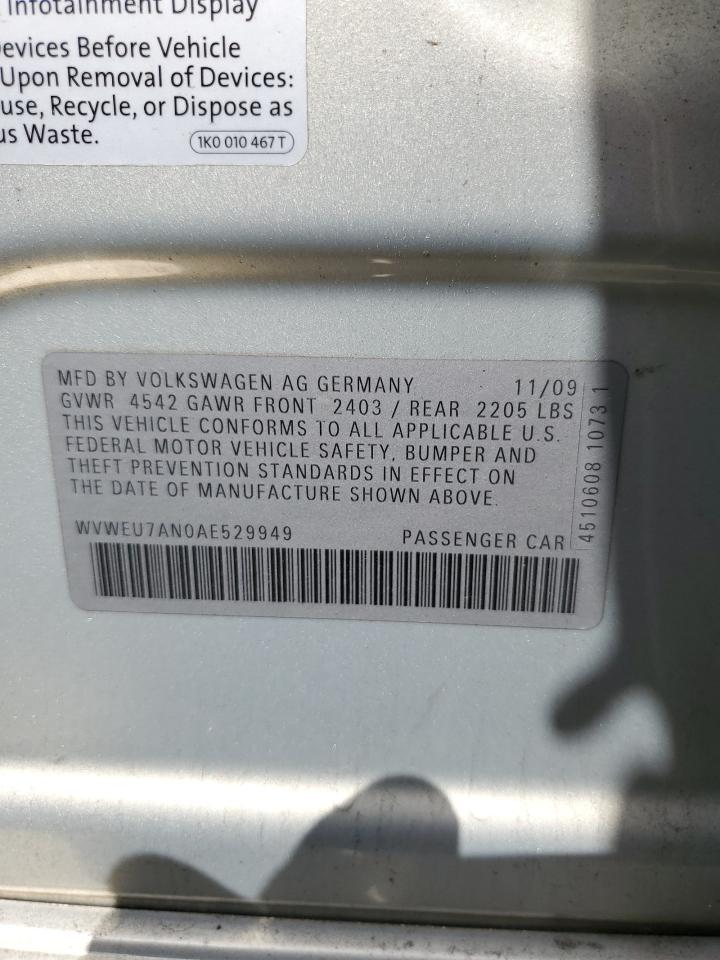 Infotainment Display
Devices Before Vehicle
Upon Removal of Devices:
use, Recycle, or Dispose as
us Waste.
1K0 010 467 T
MFD BY VOLKSWAGEN AG GERMANY 11/09
GVWR 4542 GAWR FRONT 2403 / REAR 2205 LBS
THIS VEHICLE CONFORMS TO ALL APPLICABLE U.S.
FEDERAL MOTOR VEHICLE SAFETY, BUMPER AND
THEFT PREVENTION STANDARDS IN EFFECT ON
THE DATE OF MANUFACTURE SHOWN ABOVE.
WVWEU7AN0AE529949 PASSENGER CAR
4510608 1073 1